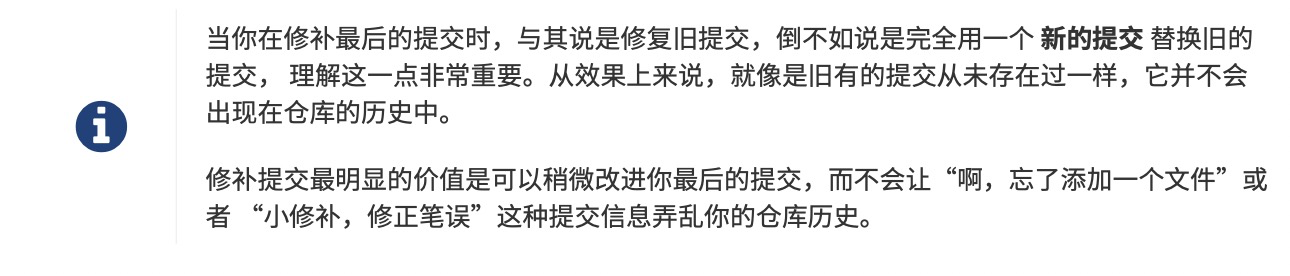 当你在修补最后的提交时，与其说是修复旧提交，倒不如说是完全用一个 新的提交 替换旧的
提交， 理解这一点非常重要。从效果上来说，就像是旧有的提交从未存在过一样，它并不会
出现在仓库的历史中。
修补提交最明显的价值是可以稍微改进你最后的提交，而不会让“啊，忘了添加一个文件”或
者 “小修补，修正笔误”这种提交信息弄乱你的仓库历史。